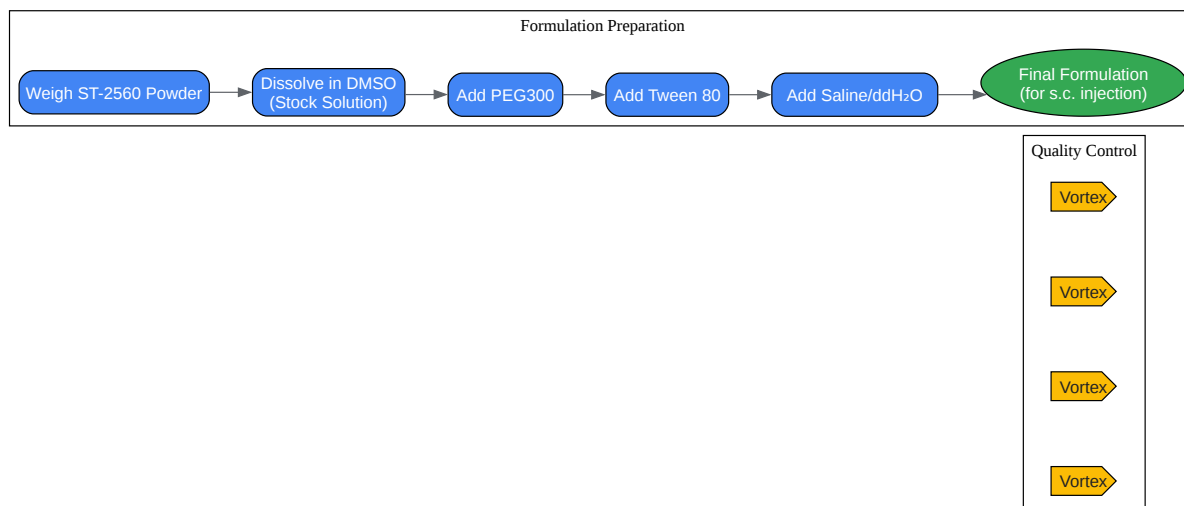 Formulation Preparation
Weigh ST-2560 Powder
Dissolve in DMSO
(Stock Solution)
Add PEG300
Add Tween 80
Add Saline/ddH₂O
Final Formulation
(for s.c. injection)
Quality Control
Vortex
Vortex
Vortex
Vortex